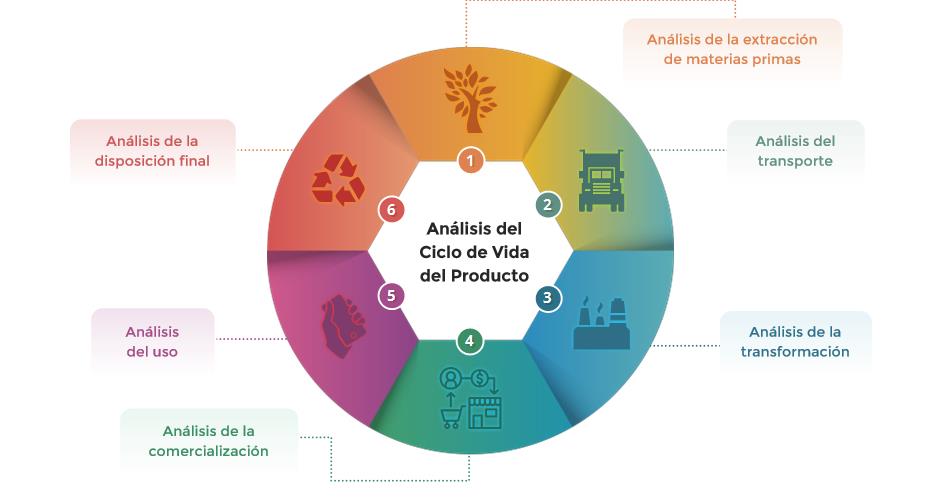 Análisis de la extracción
de materias primas
Análisis de la
disposición final
Análisis del
transporte
1
6
2
Análisis del
Ciclo de Vida
del Producto
5
3
4
Análisis
del uso
Análisis de la
transformación
Análisis de la
comercialización
$